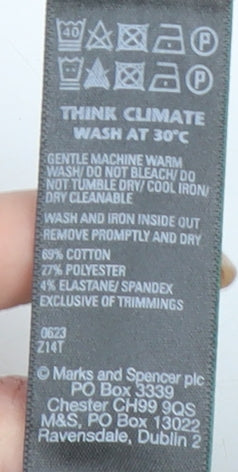 40 P
P
THINK CLIMATE
WASH AT 30°C
GENTLE MACHINE WARM
WASH/ DO NOT BLEACH/ DO
NOT TUMBLE DRY/ COOL IRON/
DRY CLEANABLE
WASH AND IRON INSIDE OUT
REMOVE PROMPTLY AND DRY
69% COTTON
27% POLYESTER
4% ELASTANE/ SPANDEX
EXCLUSIVE OF TRIMMINGS
0623
Z14T
© Marks and Spencer plc
PO Box 3339
Chester CH99 9QS
M&S, PO Box 13022
Ravensdale, Dublin 2